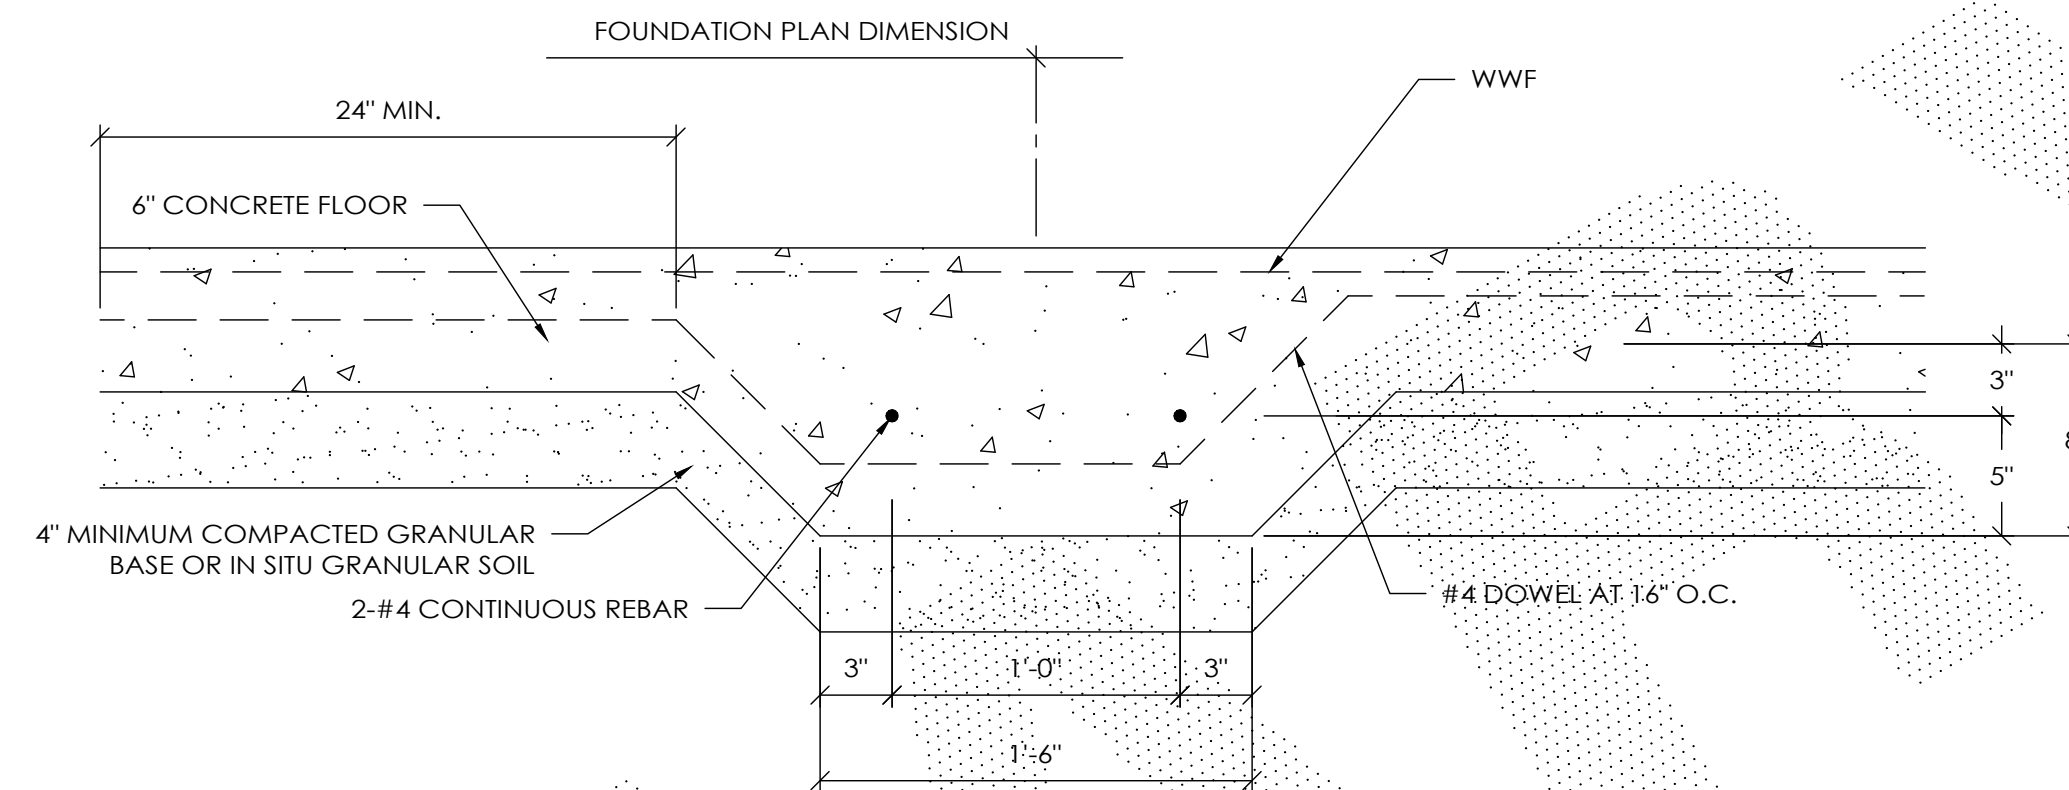 FOUNDATION PLAN DIMENSION
WWF
24" MIN.
6" CONCRETE FLOOR
3"
5"
4" MINIMUM COMPACTED GRANULAR
BASE OR IN SITU GRANULAR SOIL
2-#4 CONTINUOUS REBAR
#4 DOWEL AT 16" O.C.
3"
1'-0"
3"
1'-6"